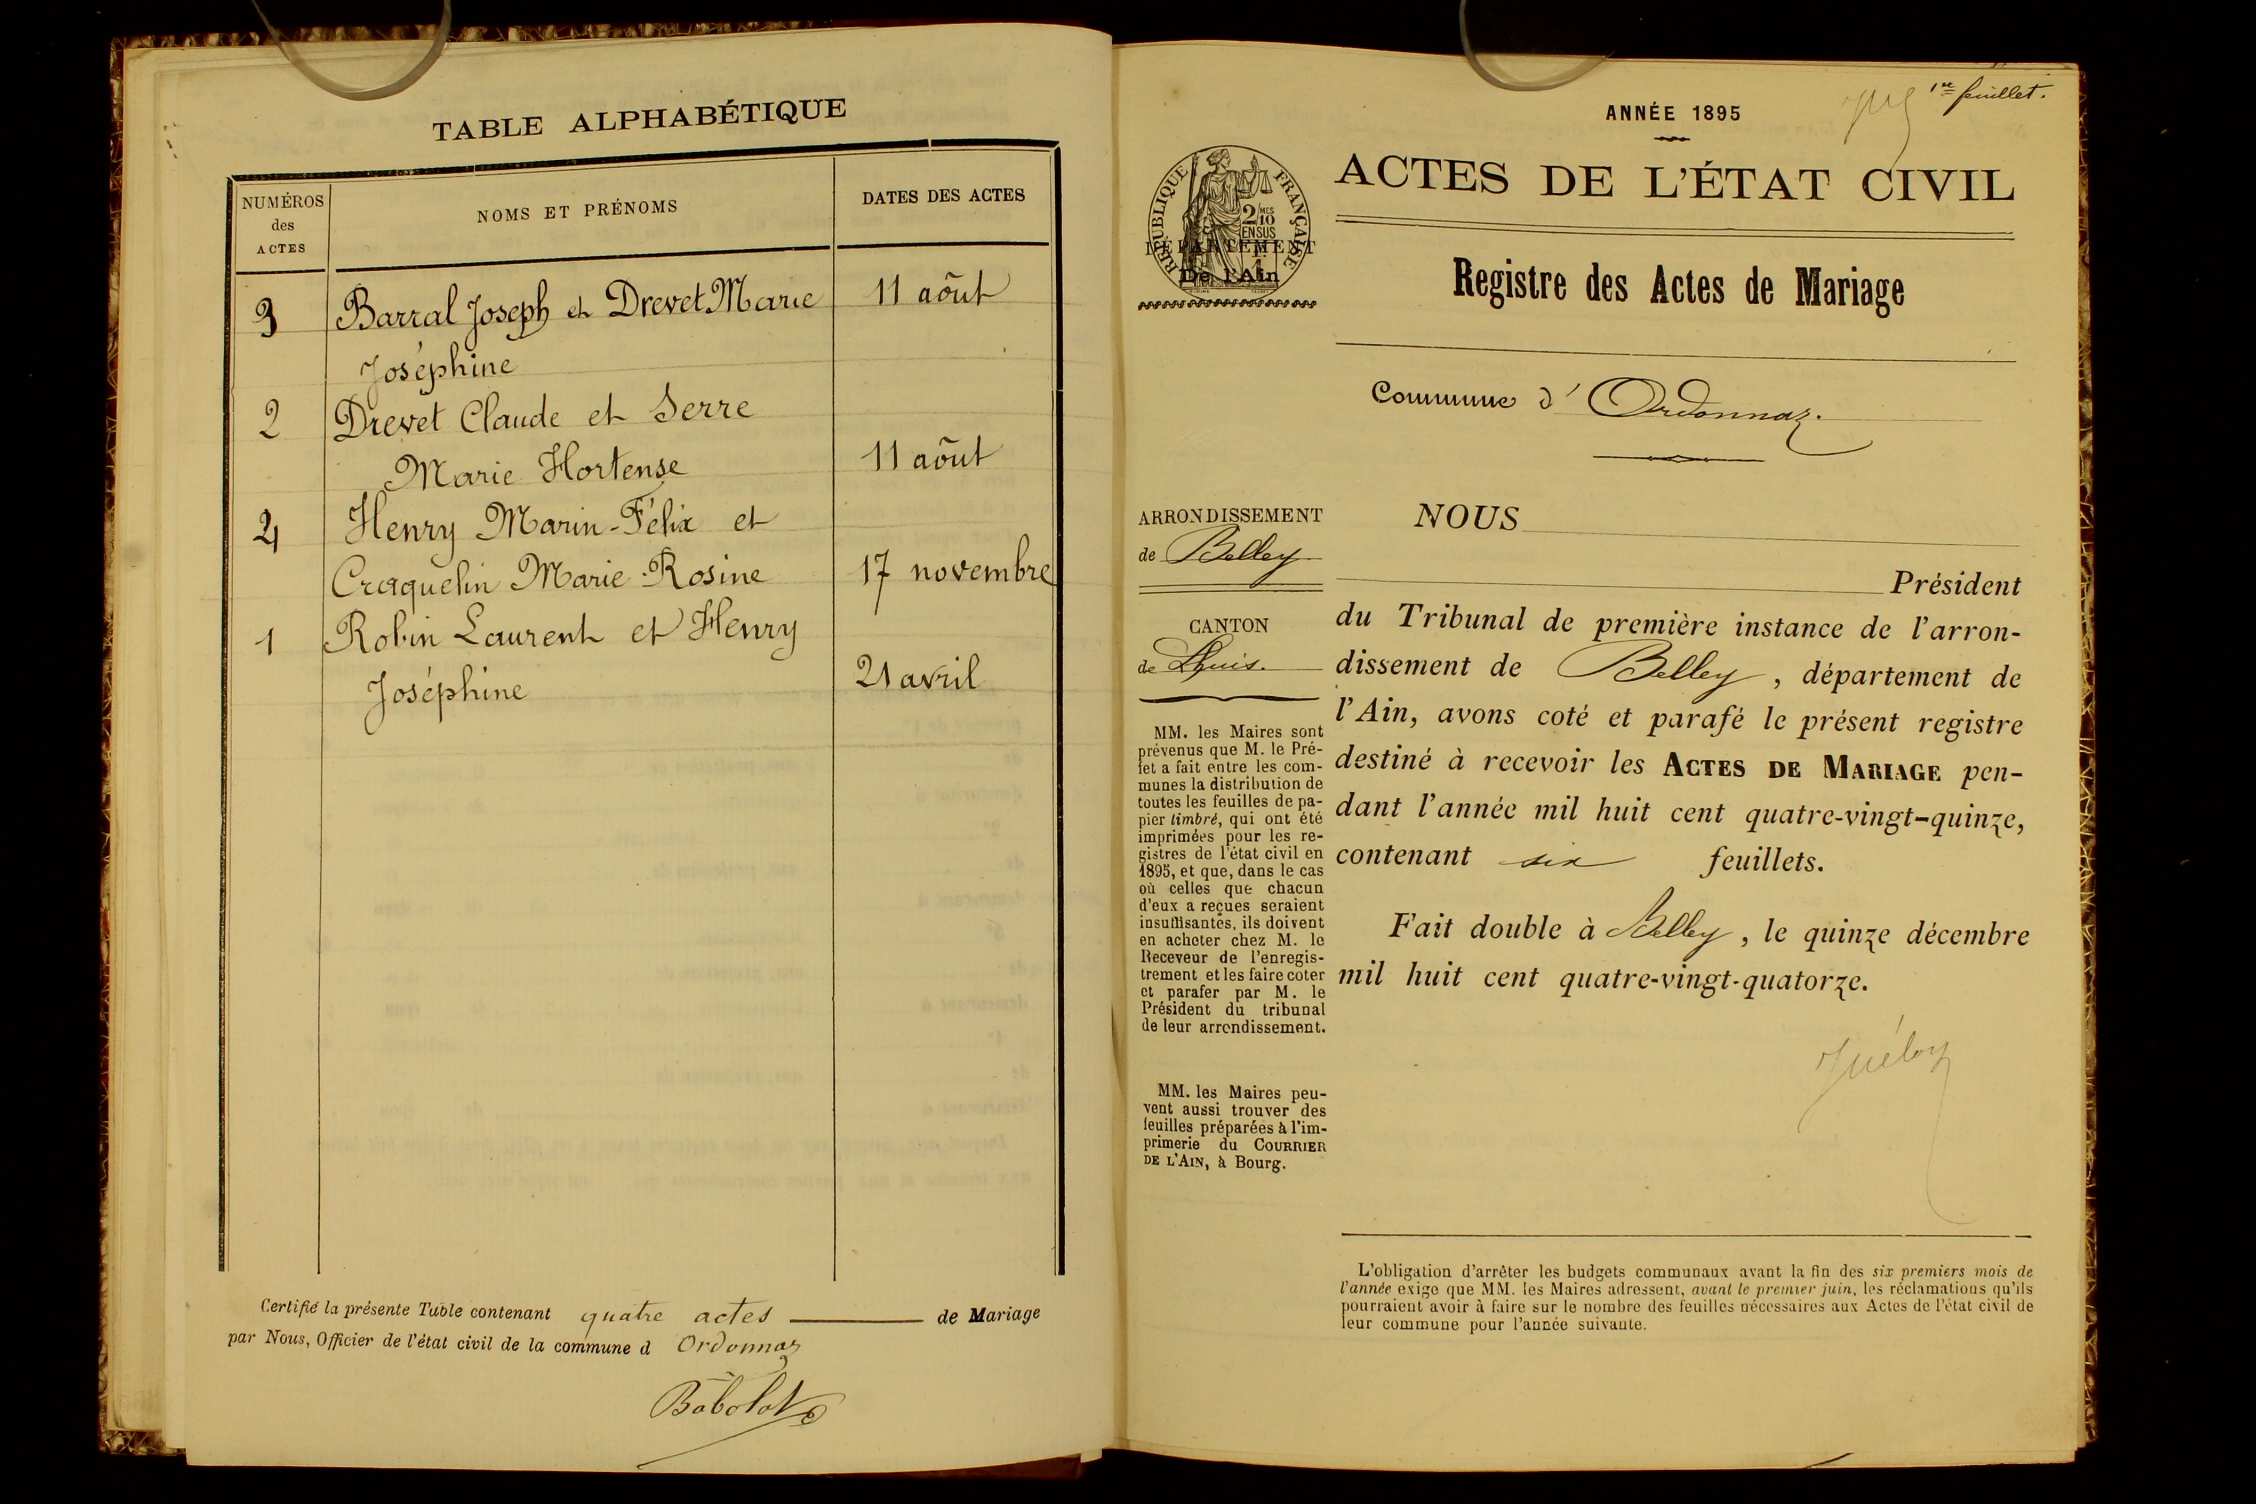 TABLE ALPHABÉTIQUE
NUMÉROS
des
ACTES
NOMS ET PRÉNOMS
DATES DES ACTES
3 Barral Joseph et Drevet Marie 11 août
Joséphine
2 Drevet Claude et Serre
Marie Hortense 11 août
4 Henry Marin-Félix et
Craquelin Marie-Rosine 17 novembre
1 Robin Laurent et Henry
Joséphine 21 avril
Certifié la présente Table contenant quatre actes de Mariage
par Nous, Officier de l'état civil de la commune d Ordonnaz
Babolat
1er feuillet.
ANNÉE 1895
ACTES DE L'ÉTAT CIVIL
RÉPUBLIQUE FRANÇAISE
2/10 MES
EN SUS
DÉPARTEMENT
De l'Ain
Registre des Actes de Mariage
Commune d' Ordonnaz.
ARRONDISSEMENT
de Belley
CANTON
de Lhuis.
MM. les Maires sont
prévenus que M. le Pré-
fet a fait entre les com-
munes la distribution de
toutes les feuilles de pa-
pier timbré, qui ont été
imprimées pour les re-
gistres de l'état civil en
1895, et que, dans le cas
où celles que chacun
d'eux a reçues seraient
insuffisantes, ils doivent
en acheter chez M. le
Receveur de l'enregis-
trement et les faire coter
et parafer par M. le
Président du tribunal
de leur arrondissement.
MM. les Maires peu-
vent aussi trouver des
feuilles préparées à l'im-
primerie du COURRIER
DE L'AIN, à Bourg.
NOUS
Président
du Tribunal de première instance de l'arron-
dissement de Belley, département de
l'Ain, avons coté et parafé le présent registre
destiné à recevoir les ACTES DE MARIAGE pen-
dant l'année mil huit cent quatre-vingt-quinze,
contenant six feuillets.
Fait double à Belley, le quinze décembre
mil huit cent quatre-vingt-quatorze.
L'obligation d'arrêter les budgets communaux avant la fin des six premiers mois de
l'année exige que MM. les Maires adressent, avant le premier juin, les réclamations qu'ils
pourraient avoir à faire sur le nombre des feuilles nécessaires aux Actes de l'état civil de
leur commune pour l'année suivante.